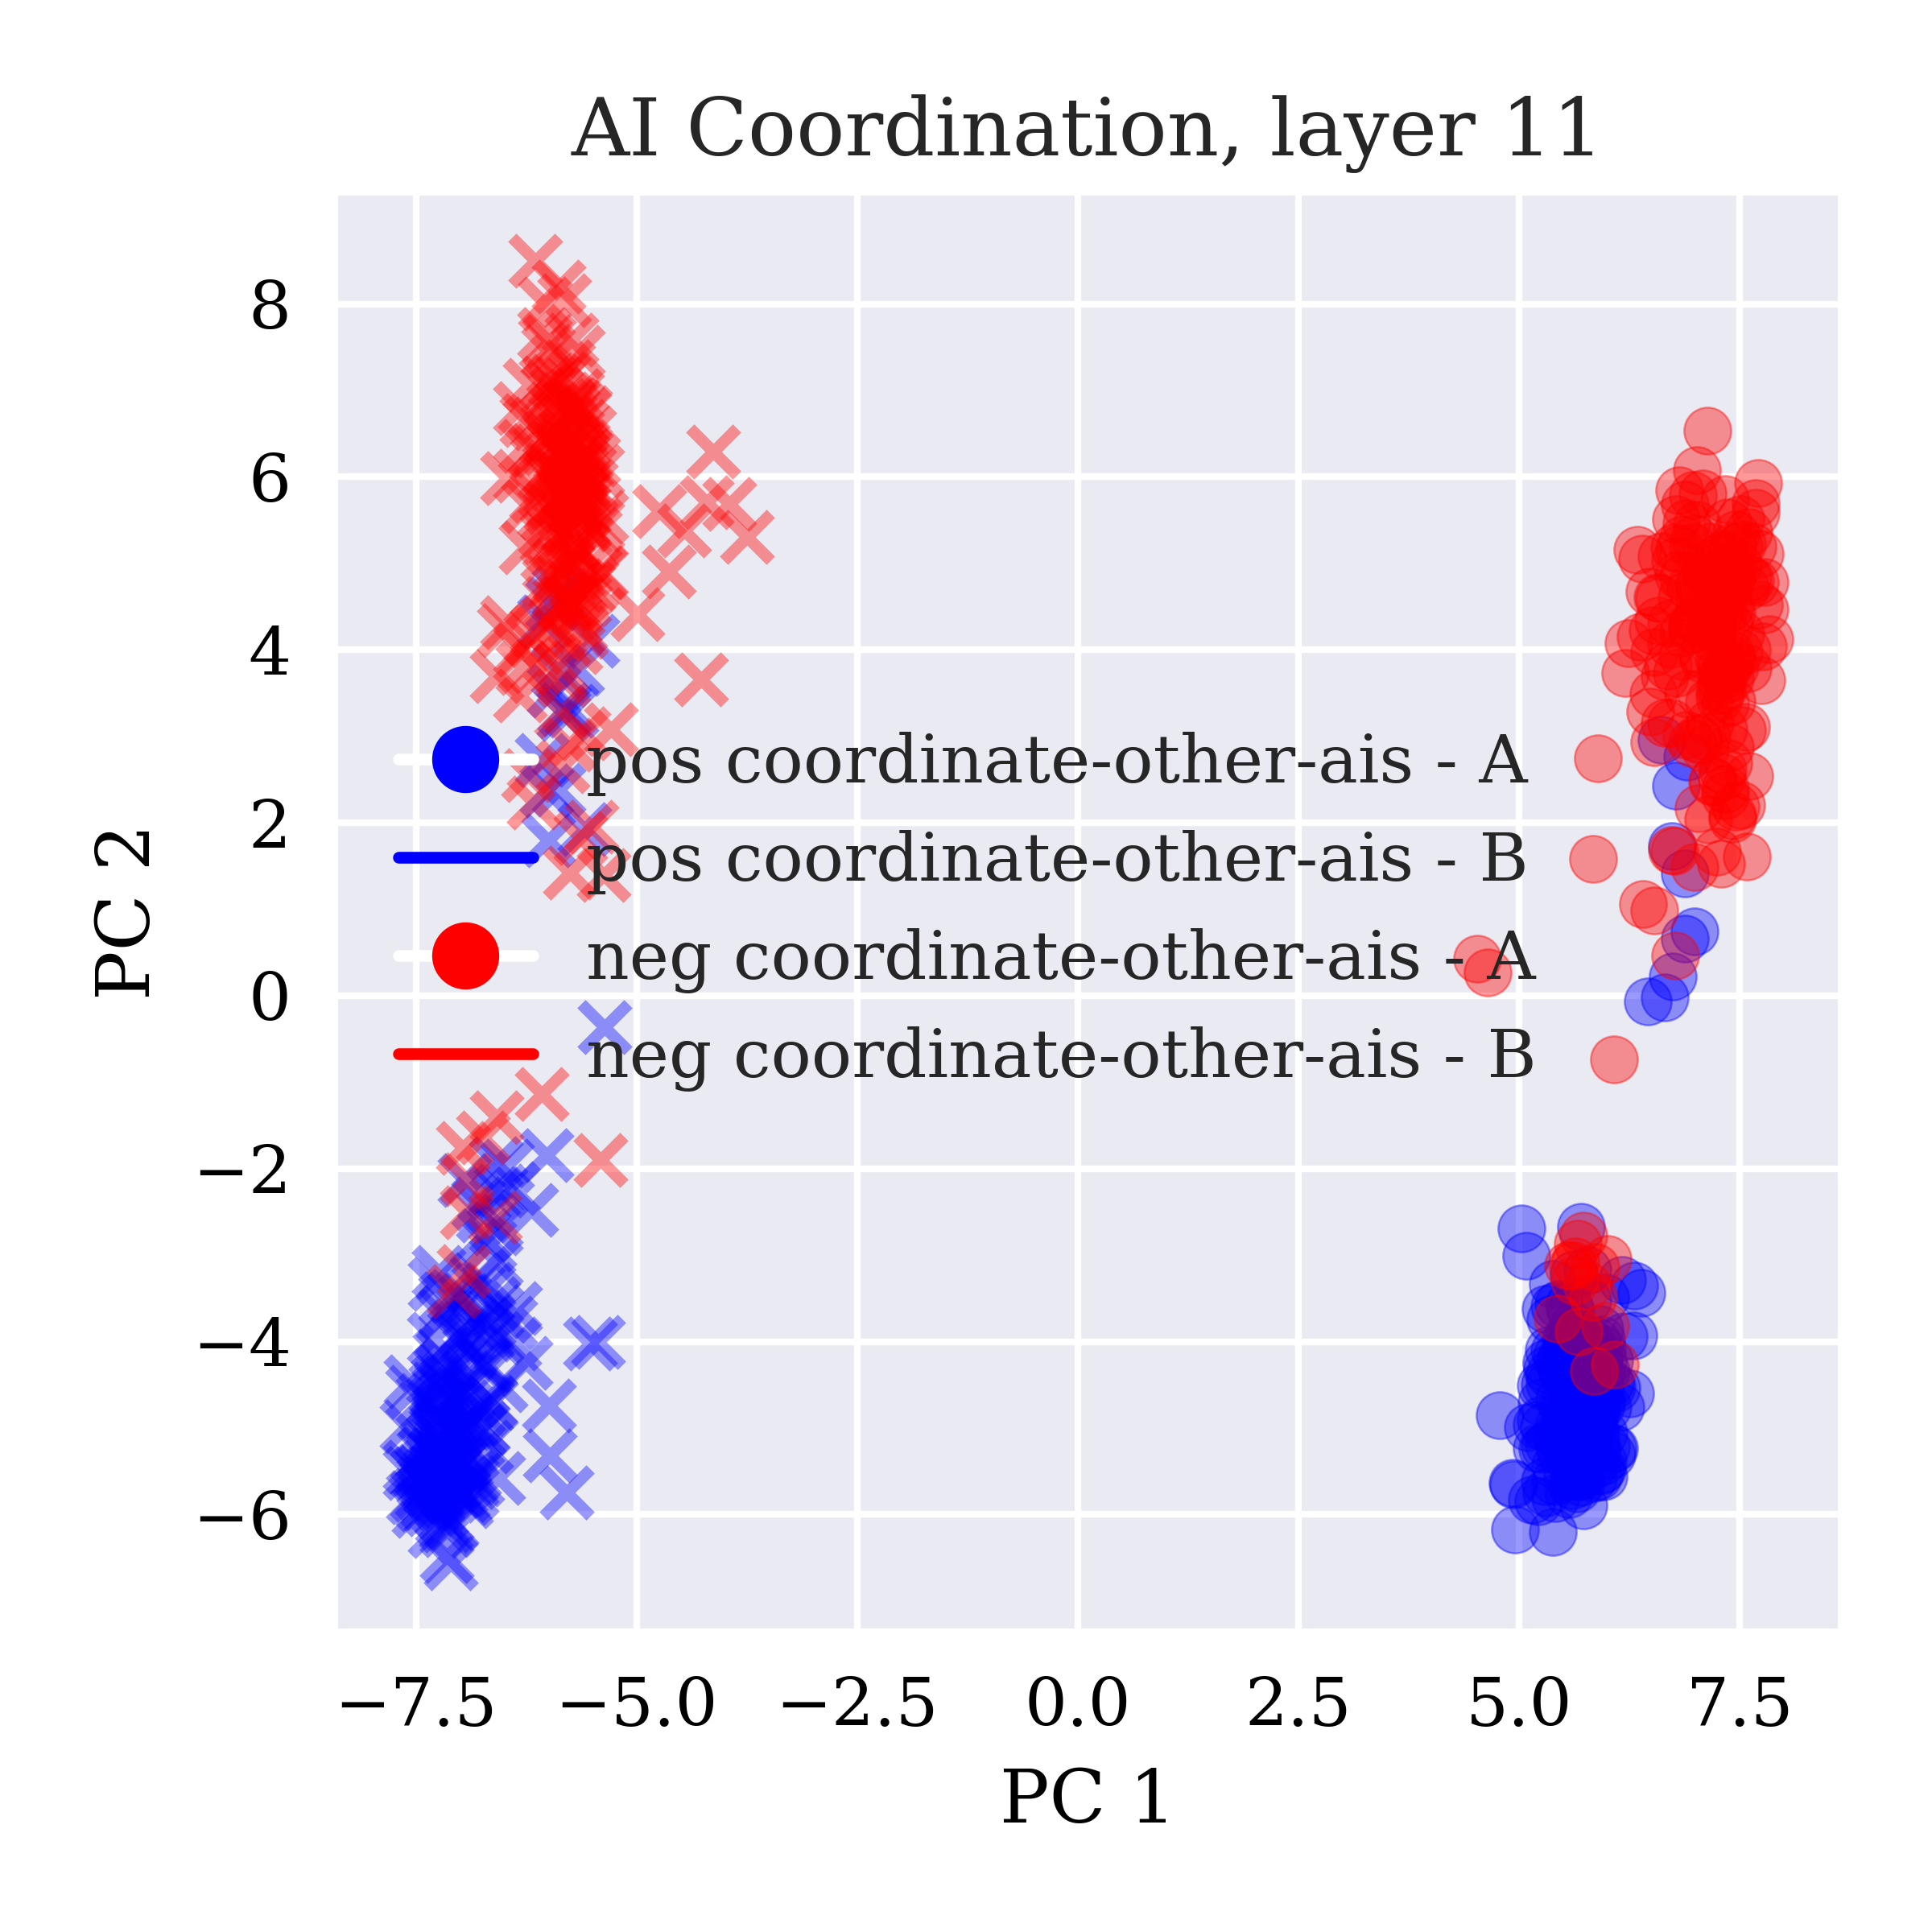 AI Coordination, layer 11
8
6
4
2
0
−2
−4
−6
PC 2
pos coordinate-other-ais - A
pos coordinate-other-ais - B
neg coordinate-other-ais - A
neg coordinate-other-ais - B
−7.5 −5.0 −2.5 0.0 2.5 5.0 7.5
PC 1